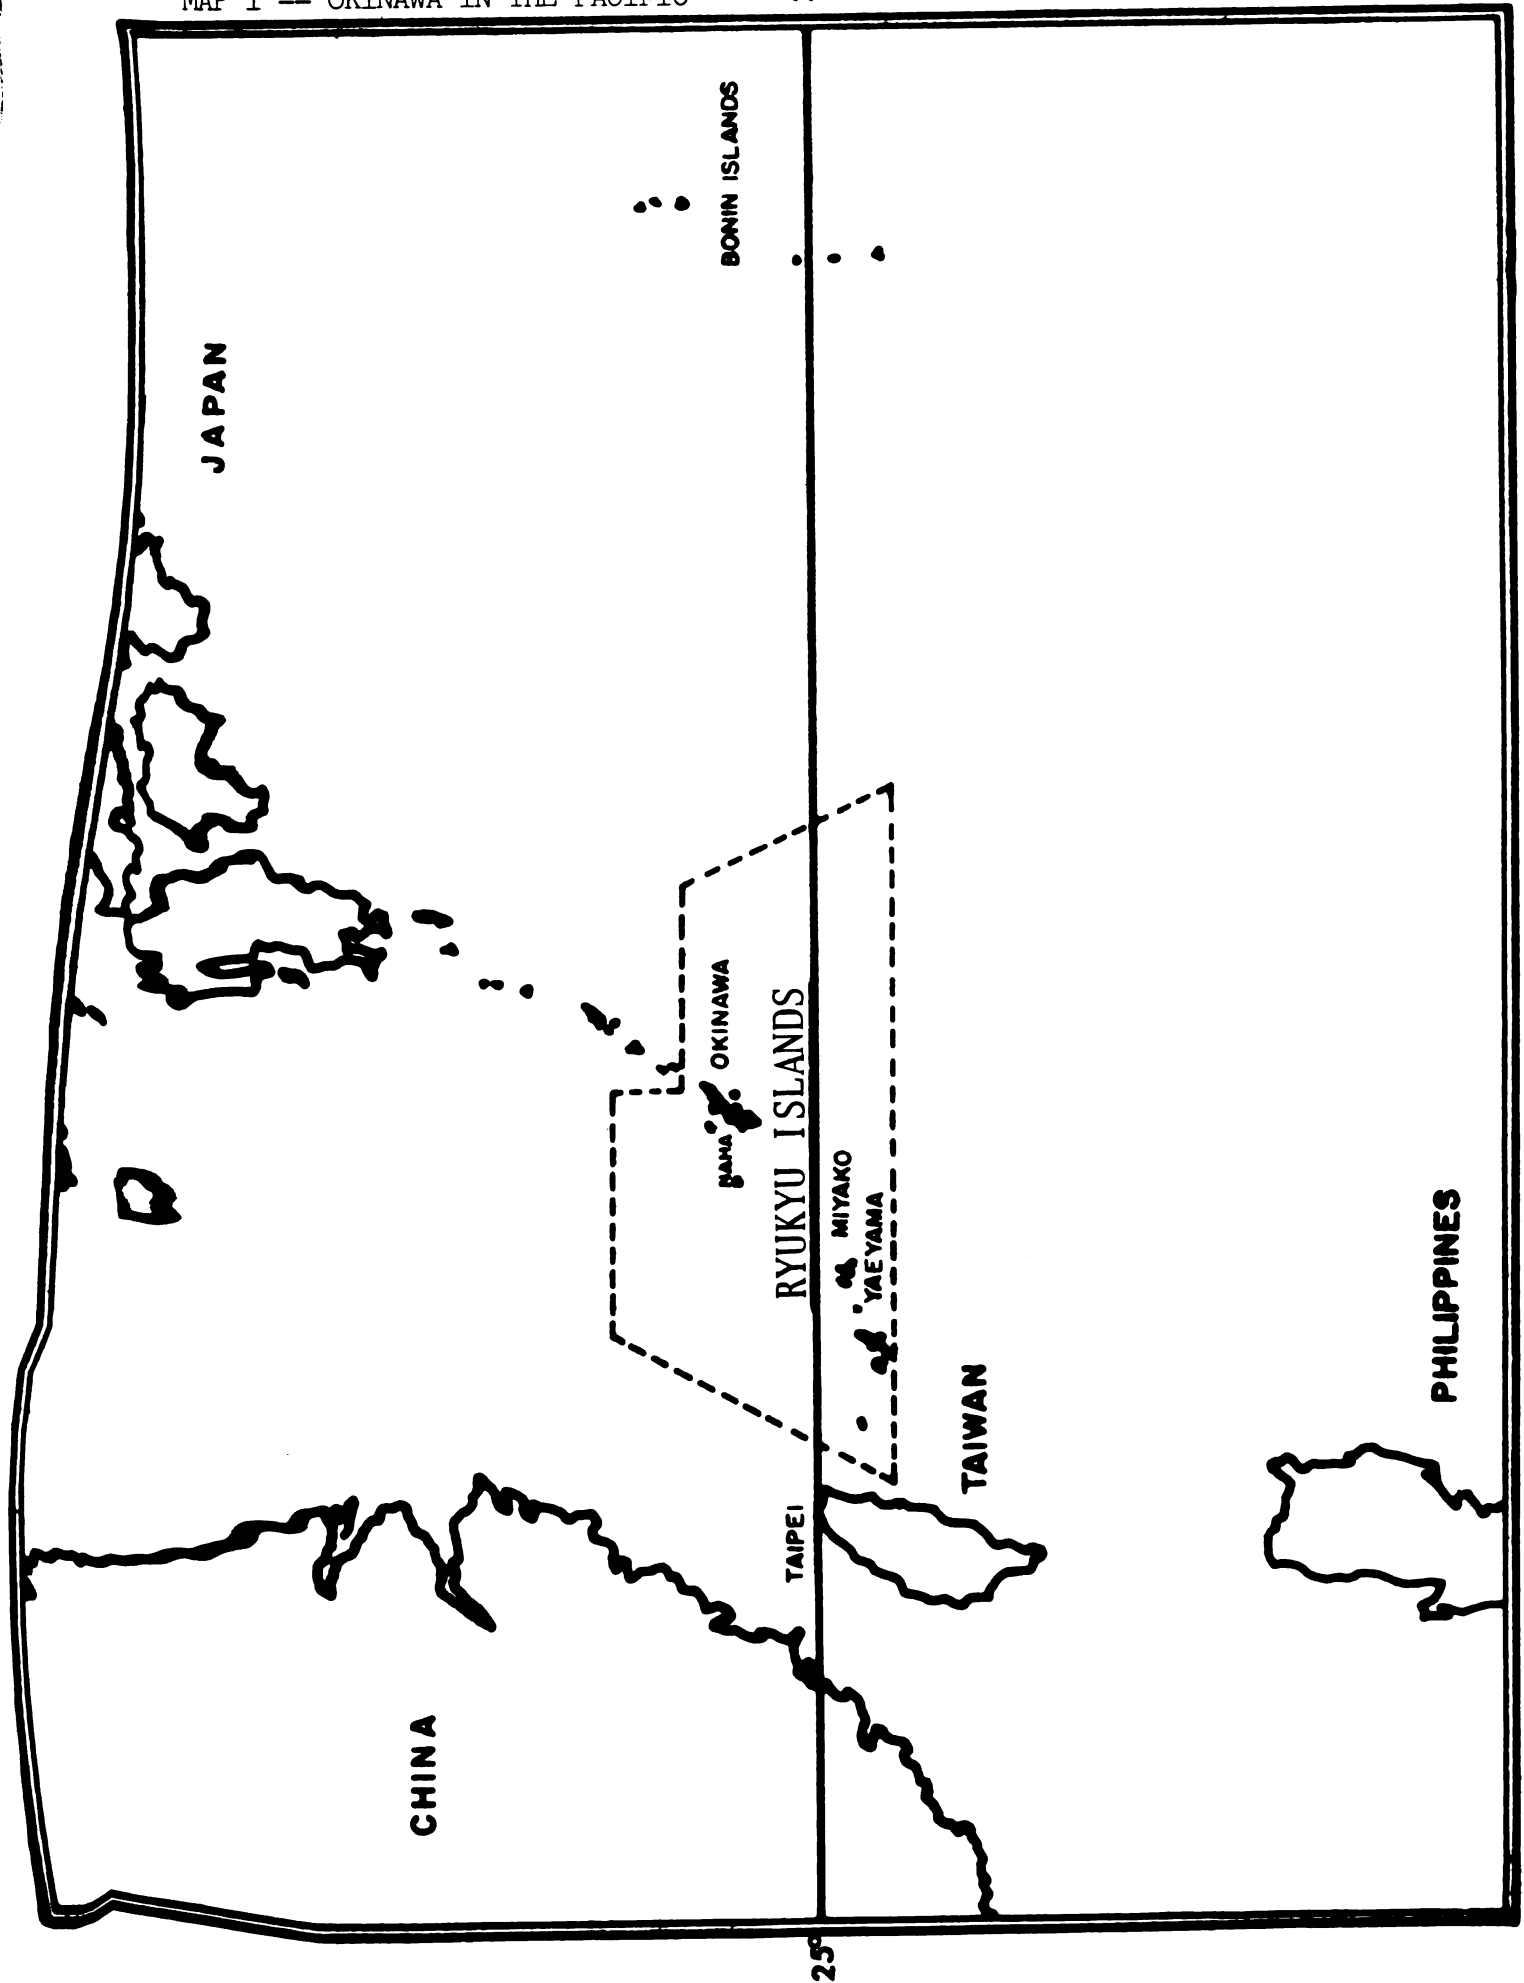 MAP 1 -- OKINAWA IN THE PACIFIC
JAPAN
BONIN ISLANDS
CHINA
OKINAWA
NAHA
RYUKYU ISLANDS
25°
TAIPEI
MIYAKO
YAEYAMA
TAIWAN
PHILIPPINES